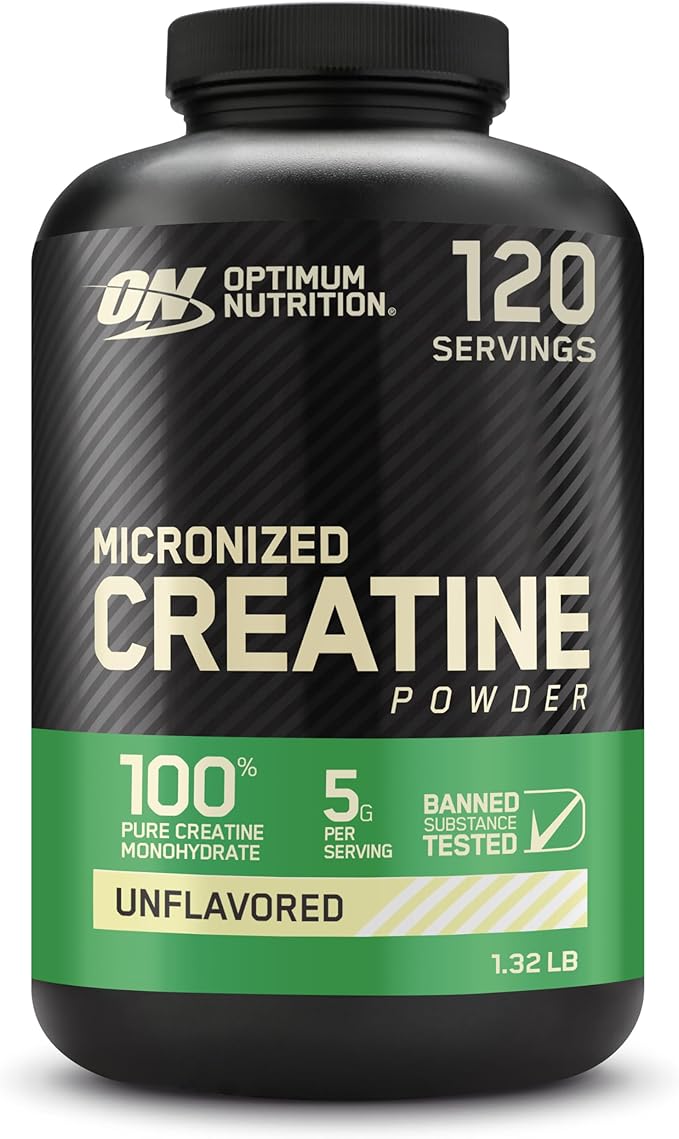 ON OPTIMUM
NUTRITION®
120
SERVINGS
MICRONIZED
CREATINE
POWDER
100%
PURE CREATINE
MONOHYDRATE
5G
PER
SERVING
BANNED
SUBSTANCE
TESTED
UNFLAVORED
1.32 LB